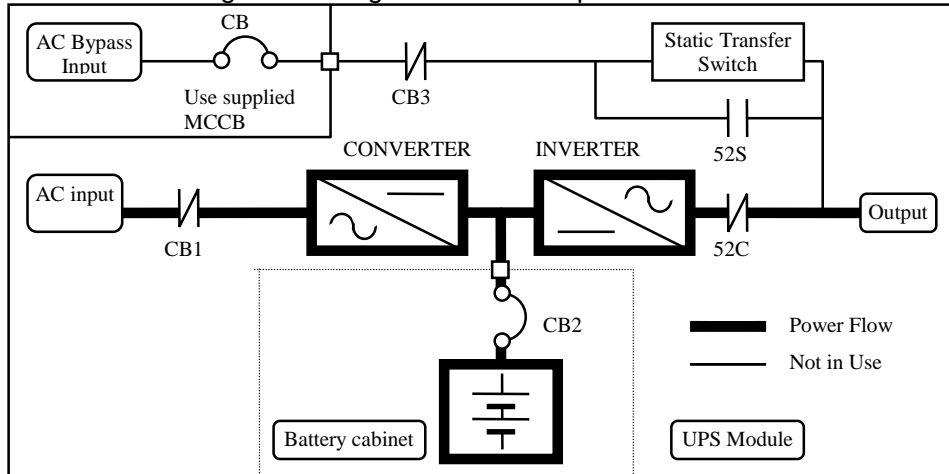 CB
AC Bypass
Input
Use supplied
MCCB
CB3
Static Transfer
Switch
52S
CONVERTER
INVERTER
AC input
CB1
52C
Output
CB2
Power Flow
Not in Use
Battery cabinet
UPS Module